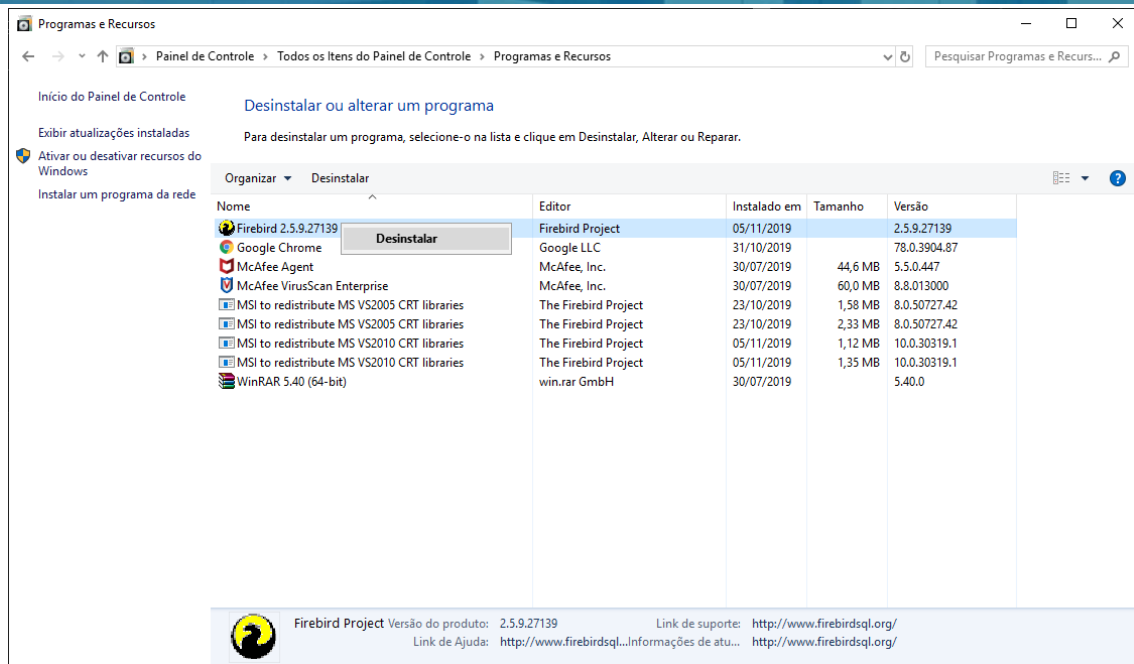 Programas e Recursos
Painel de Controle > Todos os Itens do Painel de Controle > Programas e Recursos
Pesquisar Programas e Recurs...
Início do Painel de Controle
Exibir atualizações instaladas
Ativar ou desativar recursos do
Windows
Instalar um programa da rede
Desinstalar ou alterar um programa
Para desinstalar um programa, selecione-o na lista e clique em Desinstalar, Alterar ou Reparar.
Organizar Desinstalar
Nome Editor Instalado em Tamanho Versão
Firebird 2.5.9.27139 Firebird Project 05/11/2019 2.5.9.27139
Desinstalar
Google Chrome Google LLC 31/10/2019 78.0.3904.87
McAfee Agent McAfee, Inc. 30/07/2019 44,6 MB 5.5.0.447
McAfee VirusScan Enterprise McAfee, Inc. 30/07/2019 60,0 MB 8.8.013000
MSI to redistribute MS VS2005 CRT libraries The Firebird Project 23/10/2019 1,58 MB 8.0.50727.42
MSI to redistribute MS VS2005 CRT libraries The Firebird Project 23/10/2019 2,33 MB 8.0.50727.42
MSI to redistribute MS VS2010 CRT libraries The Firebird Project 05/11/2019 1,12 MB 10.0.30319.1
MSI to redistribute MS VS2010 CRT libraries The Firebird Project 05/11/2019 1,35 MB 10.0.30319.1
WinRAR 5.40 (64-bit) win.rar GmbH 30/07/2019 5.40.0
Firebird Project Versão do produto: 2.5.9.27139 Link de suporte: http://www.firebirdsql.org/
Link de Ajuda: http://www.firebirdsql...Informações de atu... http://www.firebirdsql.org/